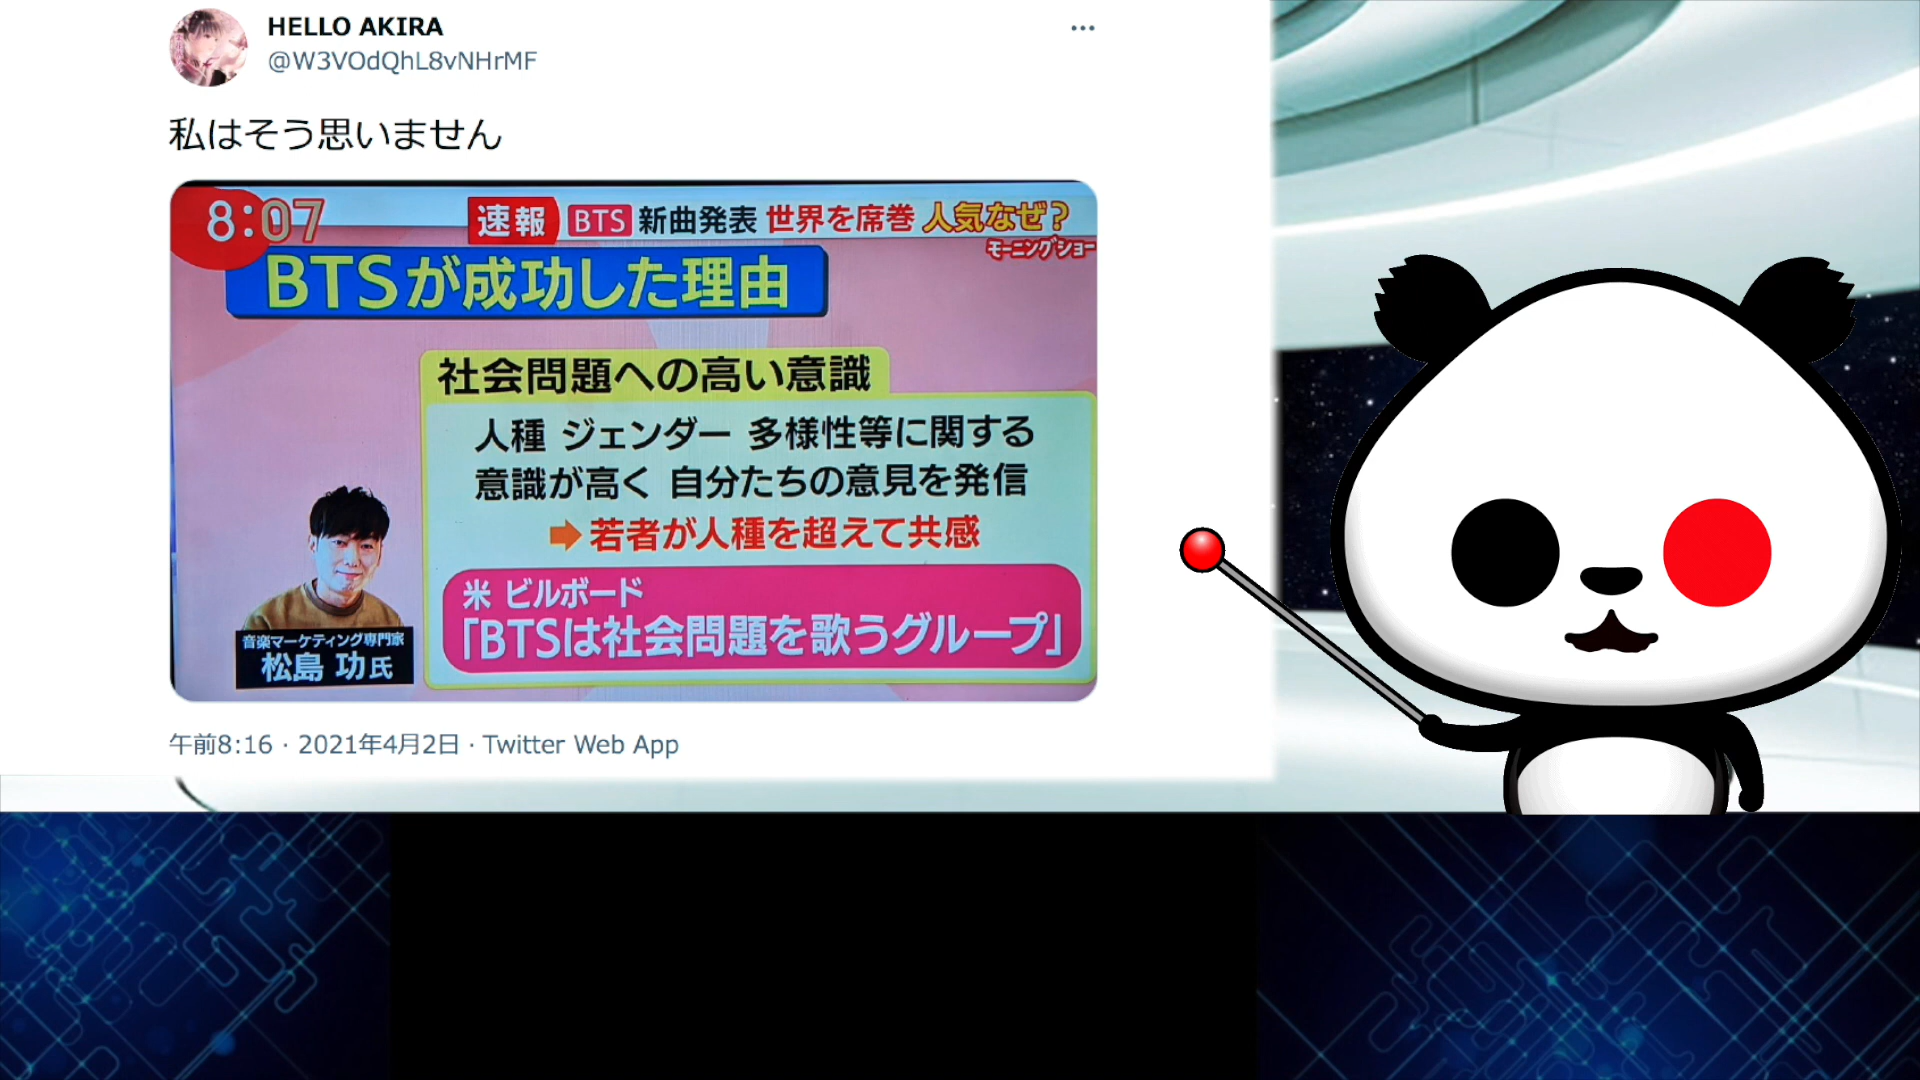 HELLO AKIRA
@W3VOdQhL8vNHrMF
私はそう思いません
8:07
速報 BTS 新曲発表 世界を席巻 人気なぜ?
モーニングショー
BTSが成功した理由
社会問題への高い意識
人種 ジェンダー 多様性等に関する
意識が高く 自分たちの意見を発信
➡若者が人種を超えて共感
米 ビルボード
「BTSは社会問題を歌うグループ」
音楽マーケティング専門家
松島 功氏
午前8:16 · 2021年4月2日 · Twitter Web App